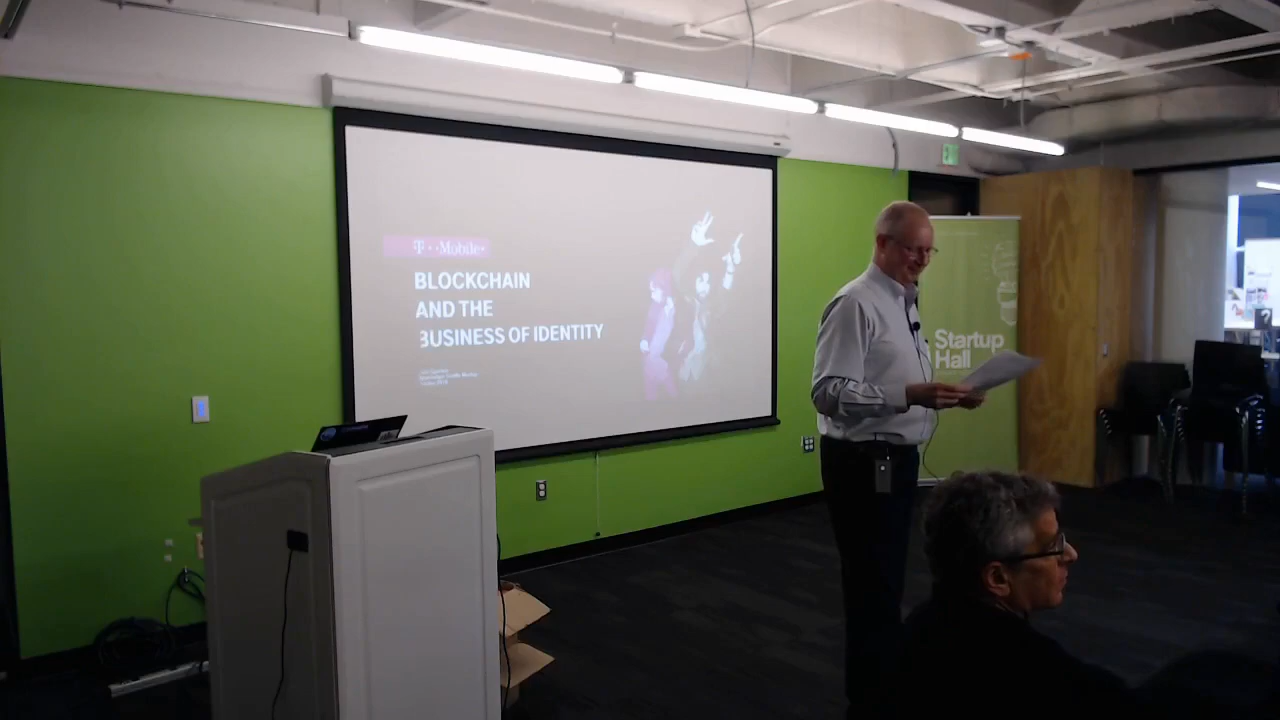 T··Mobile·
BLOCKCHAIN
AND THE
BUSINESS OF IDENTITY
Startup
Hall